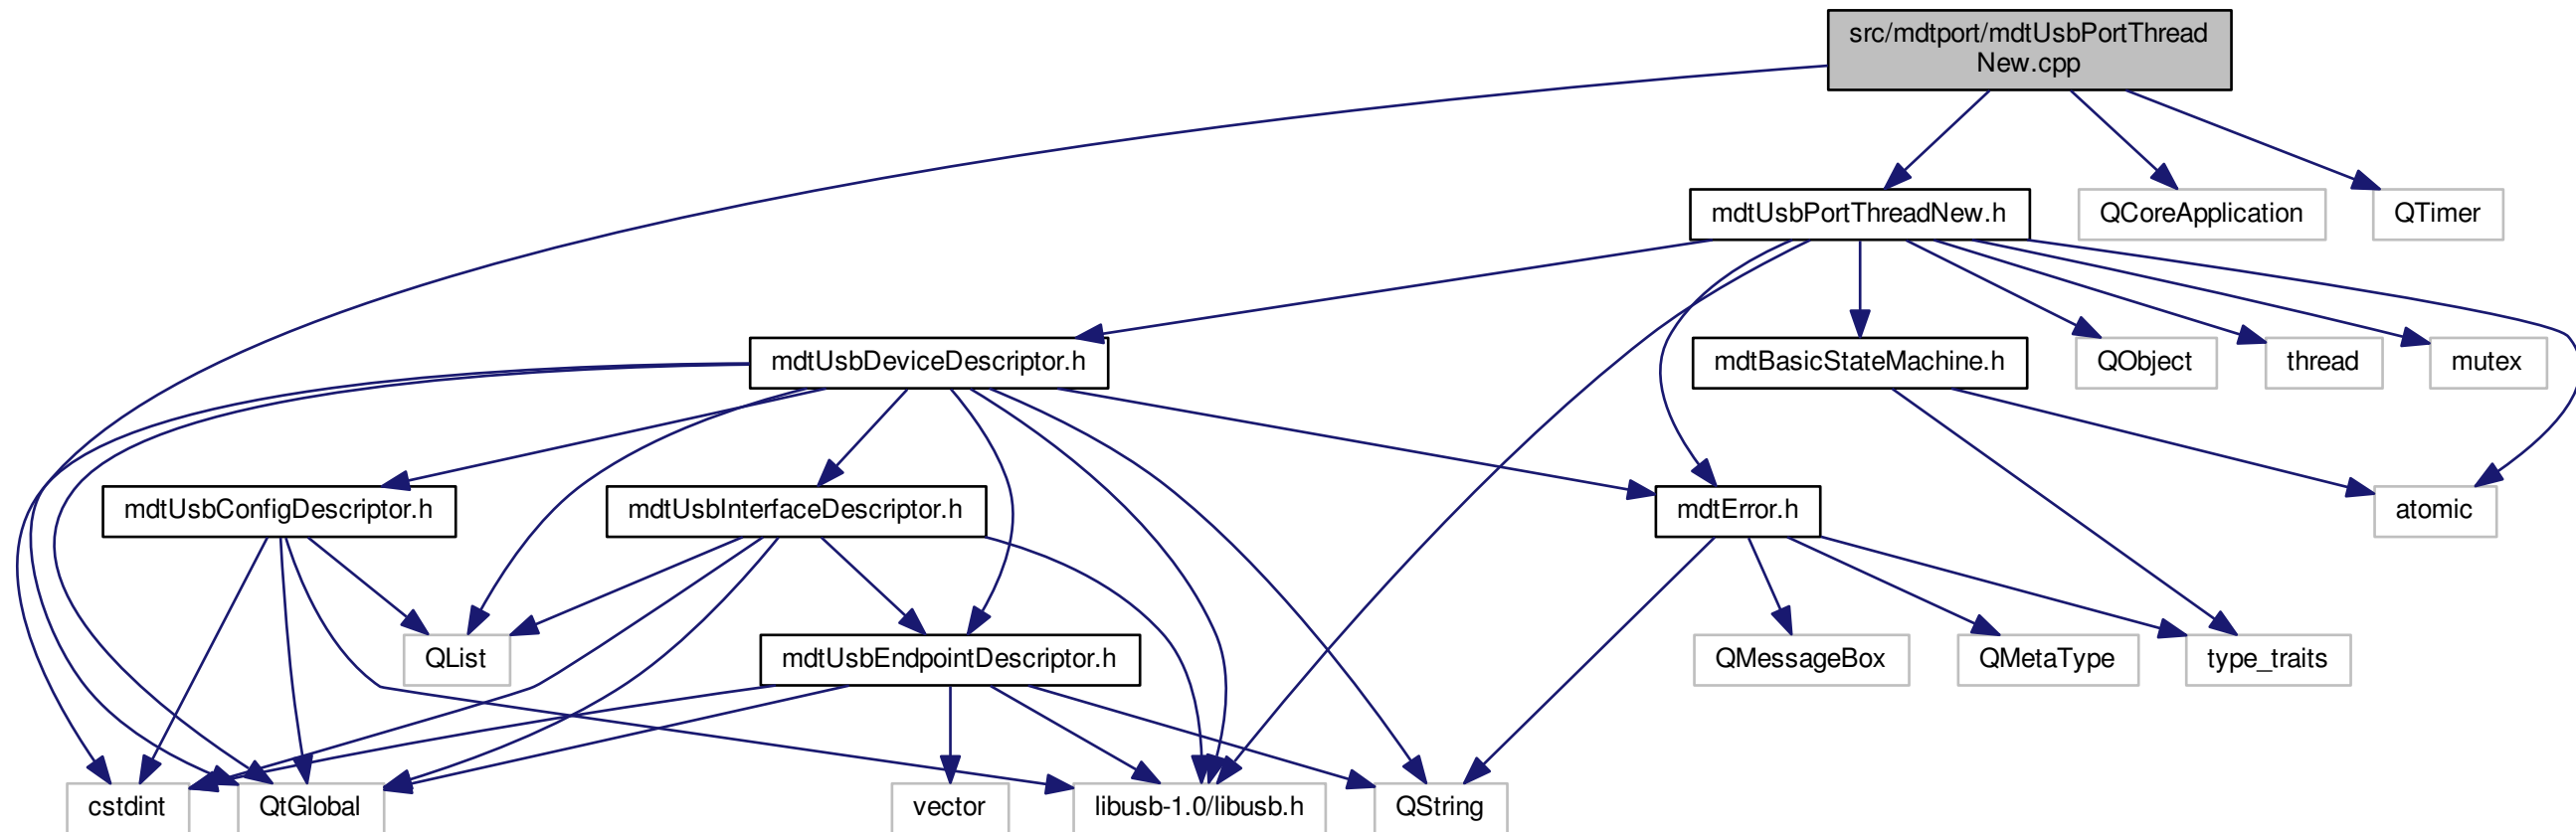 src/mdtport/mdtUsbPortThread
New.cpp
mdtUsbPortThreadNew.h
QCoreApplication
QTimer
mdtUsbDeviceDescriptor.h
mdtBasicStateMachine.h
QObject
thread
mutex
mdtUsbConfigDescriptor.h
mdtUsbInterfaceDescriptor.h
mdtError.h
atomic
QList
mdtUsbEndpointDescriptor.h
QMessageBox
QMetaType
type_traits
cstdint
QtGlobal
vector
libusb-1.0/libusb.h
QString